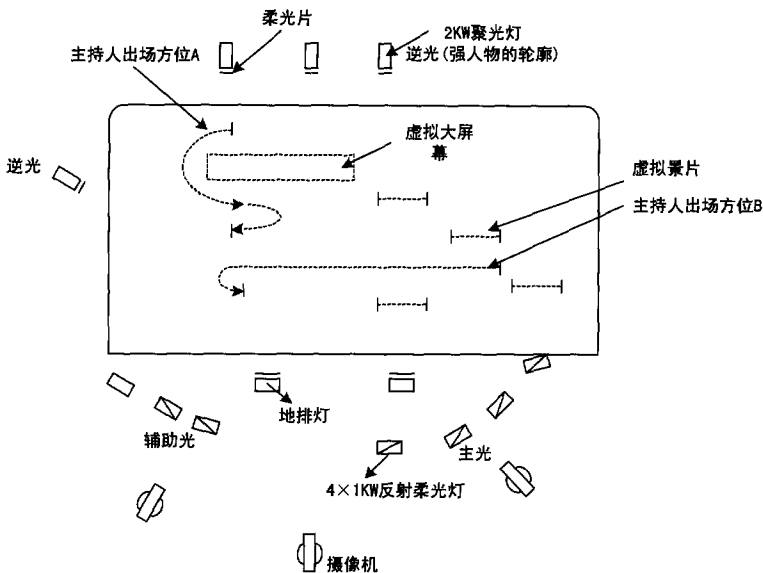 柔光片
2KW聚光灯
主持人出场方位A
逆光(强人物的轮廓)
虚拟大屏
幕
逆光
虚拟景片
主持人出场方位B
地排灯
辅助光
主光
4×1KW反射柔光灯
摄像机